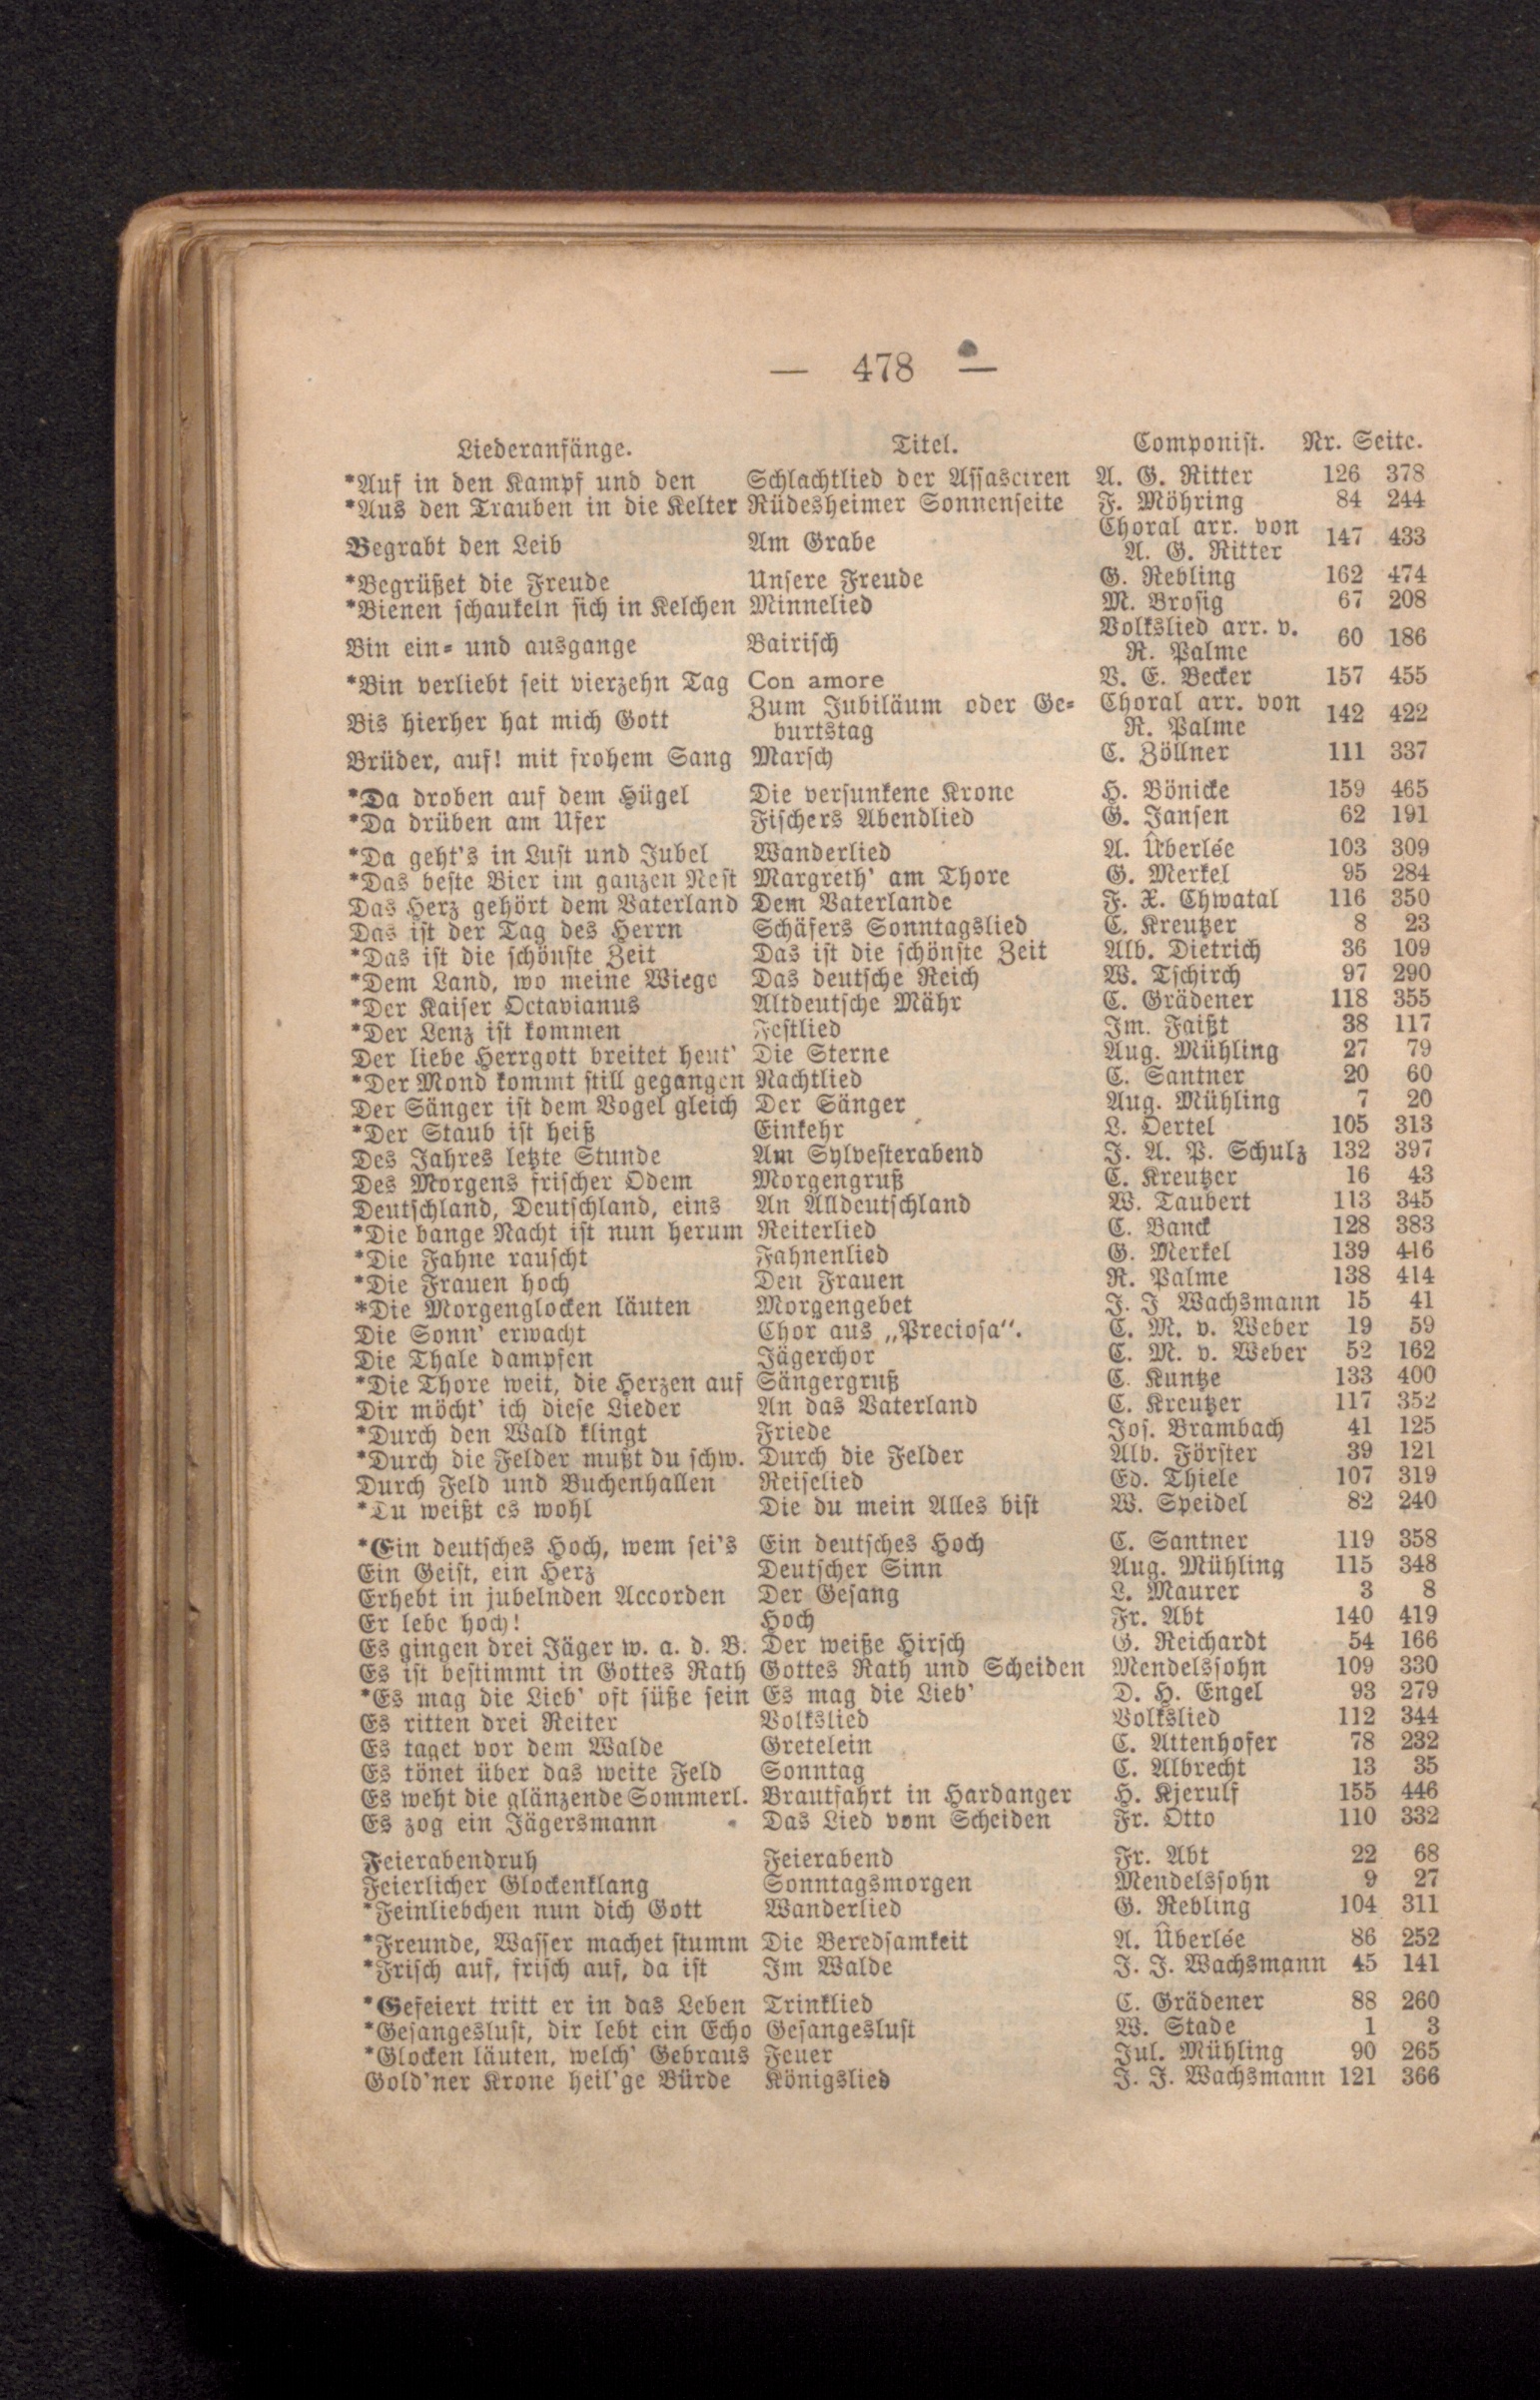 — 478 —
Liederanfänge. Titel. Componist. Nr. Seite.
*Auf in den Kampf und den Schlachtlied der Assasciren A. G. Ritter 126 378
*Aus den Trauben in die Kelter Rüdesheimer Sonnenseite F. Möhring 84 244
Begrabt den Leib Am Grabe Choral arr. von A. G. Ritter 147 433
*Begrüßet die Freude Unsere Freude G. Rebling 162 474
*Bienen schaukeln sich in Kelchen Minnelied M. Brosig 67 208
Bin ein- und ausgange Bairisch Volkslied arr. v. R. Palme 60 186
*Bin verliebt seit vierzehn Tag Con amore V. E. Becker 157 455
Bis hierher hat mich Gott Zum Jubiläum oder Ge-burtstag Choral arr. von R. Palme 142 422
Brüder, auf! mit frohem Sang Marsch C. Zöllner 111 337
*Da droben auf dem Hügel Die versunkene Krone H. Bönicke 159 465
*Da drüben am Ufer Fischers Abendlied G. Jansen 62 191
*Da geht's in Lust und Jubel Wanderlied A. Ûberlée 103 309
*Das beste Bier im ganzen Nest Margreth' am Thore G. Merkel 95 284
Das Herz gehört dem Vaterland Dem Vaterlande F. X. Chwatal 116 350
Das ist der Tag des Herrn Schäfers Sonntagslied C. Kreutzer 8 23
*Das ist die schönste Zeit Das ist die schönste Zeit Alb. Dietrich 36 109
*Dem Land, wo meine Wiege Das deutsche Reich W. Tschirch 97 290
*Der Kaiser Octavianus Altdeutsche Mähr C. Grädener 118 355
*Der Lenz ist kommen Festlied Im. Faißt 38 117
Der liebe Herrgott breitet heut' Die Sterne Aug. Mühling 27 79
*Der Mond kommt still gegangen Nachtlied C. Santner 20 60
Der Sänger ist dem Vogel gleich Der Sänger Aug. Mühling 7 20
*Der Staub ist heiß Einkehr L. Oertel 105 313
Des Jahres letzte Stunde Am Sylvesterabend J. A. P. Schulz 132 397
Des Morgens frischer Odem Morgengruß C. Kreutzer 16 43
Deutschland, Deutschland, eins An Alldeutschland W. Taubert 113 345
*Die bange Nacht ist nun herum Reiterlied C. Banck 128 383
*Die Fahne rauscht Fahnenlied G. Merkel 139 416
*Die Frauen hoch Den Frauen R. Palme 138 414
*Die Morgenglocken läuten Morgengebet J. J Wachsmann 15 41
Die Sonn' erwacht Chor aus „Preciosa“. C. M. v. Weber 19 59
Die Thale dampfen Jägerchor C. M. v. Weber 52 162
*Die Thore weit, die Herzen auf Sängergruß C. Kuntze 133 400
Dir möcht' ich diese Lieder An das Vaterland C. Kreutzer 117 352
*Durch den Wald klingt Friede Jos. Brambach 41 125
*Durch die Felder mußt du schw. Durch die Felder Alb. Förster 39 121
Durch Feld und Buchenhallen Reiselied Ed. Thiele 107 319
*Du weißt es wohl Die du mein Alles bist W. Speidel 82 240
*Ein deutsches Hoch, wem sei's Ein deutsches Hoch C. Santner 119 358
Ein Geist, ein Herz Deutscher Sinn Aug. Mühling 115 348
Erhebt in jubelnden Accorden Der Gesang L. Maurer 3 8
Er lebe hoch! Hoch Fr. Abt 140 419
Es gingen drei Jäger w. a. d. B. Der weiße Hirsch G. Reichardt 54 166
Es ist bestimmt in Gottes Rath Gottes Rath und Scheiden Mendelssohn 109 330
*Es mag die Lieb' oft süße sein Es mag die Lieb' D. H. Engel 93 279
Es ritten drei Reiter Volkslied Volkslied 112 344
Es taget vor dem Walde Gretelein C. Attenhofer 78 232
Es tönet über das weite Feld Sonntag C. Albrecht 13 35
Es weht die glänzende Sommerl. Brautfahrt in Hardanger H. Kjerulf 155 446
Es zog ein Jägersmann Das Lied vom Scheiden Fr. Otto 110 332
Feierabendruh Feierabend Fr. Abt 22 68
Feierlicher Glockenklang Sonntagsmorgen Mendelssohn 9 27
*Feinliebchen nun dich Gott Wanderlied G. Rebling 104 311
*Freunde, Wasser machet stumm Die Beredsamkeit A. Ûberlée 86 252
*Frisch auf, frisch auf, da ist Im Walde J. J. Wachsmann 45 141
*Gefeiert tritt er in das Leben Trinklied C. Grädener 88 260
*Gesangeslust, dir lebt ein Echo Gesangeslust W. Stade 1 3
*Glocken läuten, welch' Gebraus Feuer Jul. Mühling 90 265
Gold'ner Krone heil'ge Bürde Königslied J. J. Wachsmann 121 366